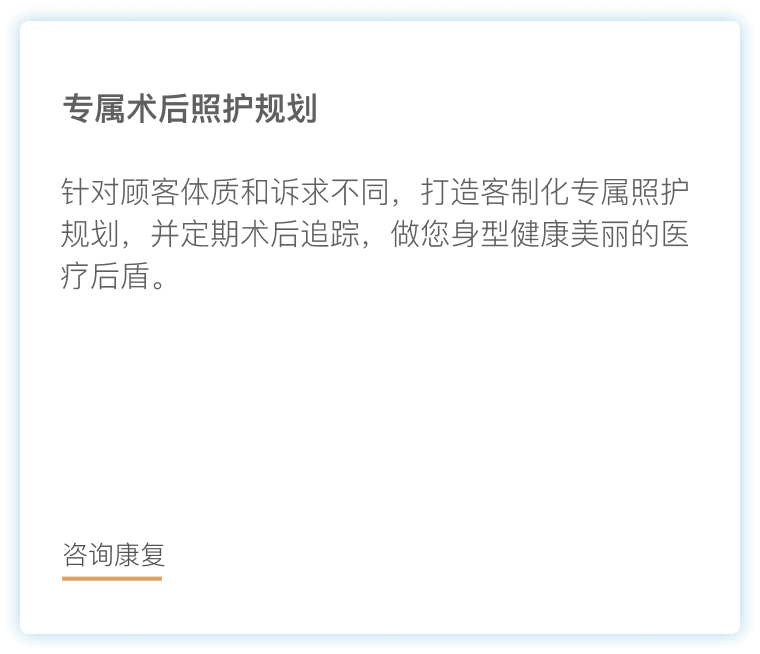 专属术后照护规划
针对顾客体质和诉求不同，打造客制化专属照护
规划，并定期术后追踪，做您身型健康美丽的医
疗后盾。
咨询康复